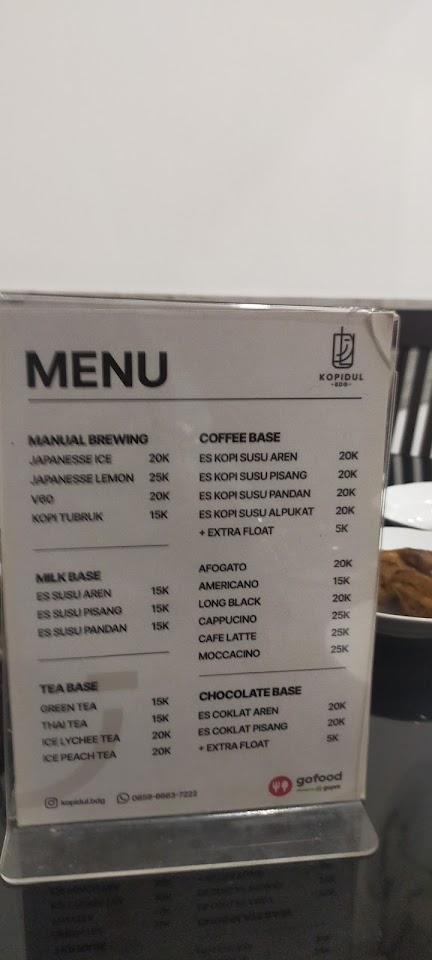 MENU
KOPIDUL
-BDG-
MANUAL BREWING
JAPANESSE ICE 20K
JAPANESSE LEMON 25K
V60 20K
KOPI TUBRUK 15K
MILK BASE
ES SUSU AREN 15K
ES SUSU PISANG 15K
ES SUSU PANDAN 15K
TEA BASE
GREEN TEA 15K
THAI TEA 15K
ICE LYCHEE TEA 20K
ICE PEACH TEA 20K
COFFEE BASE
ES KOPI SUSU AREN 20K
ES KOPI SUSU PISANG 20K
ES KOPI SUSU PANDAN 20K
ES KOPI SUSU ALPUKAT 20K
+ EXTRA FLOAT 5K
AFOGATO 20K
AMERICANO 15K
LONG BLACK 20K
CAPPUCINO 25K
CAFE LATTE 25K
MOCCACINO 25K
CHOCOLATE BASE
ES COKLAT AREN 20K
ES COKLAT PISANG 20K
+ EXTRA FLOAT 5K
kopidul.bdg 0859-6663-7222
gofood
gojek